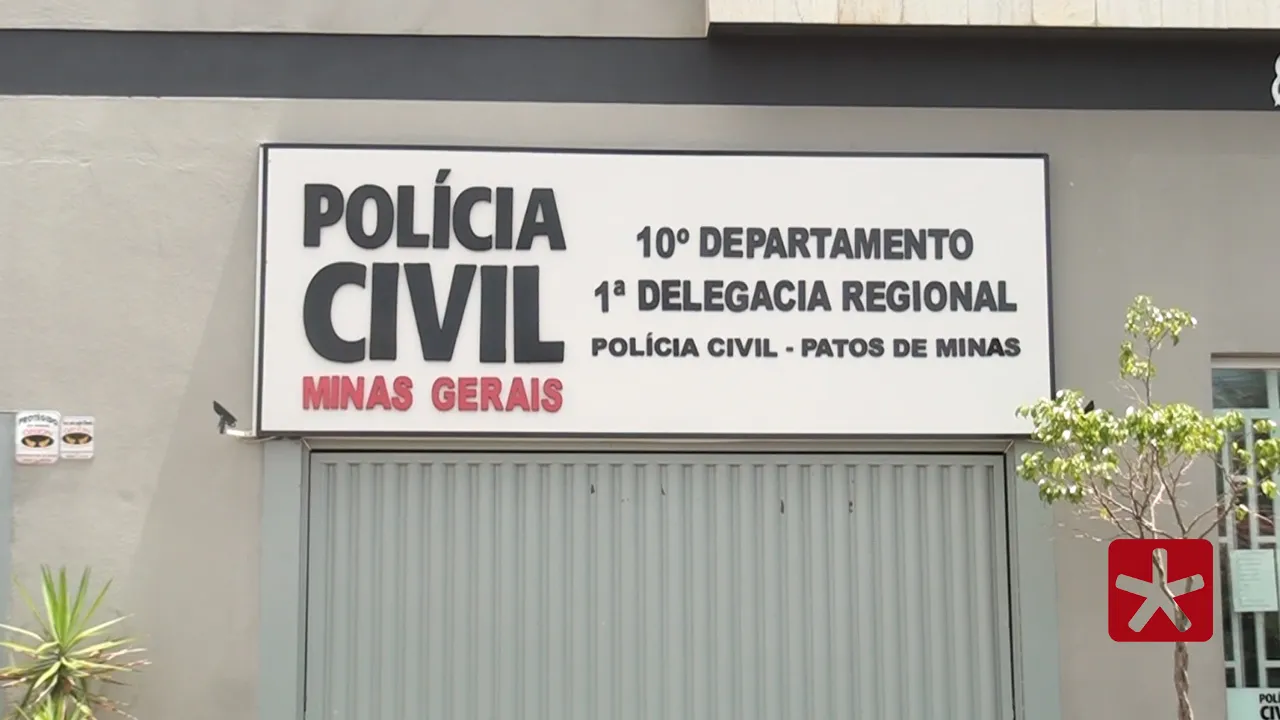 POLÍCIA
CIVIL
MINAS GERAIS
10º DEPARTAMENTO
1ª DELEGACIA REGIONAL
POLÍCIA CIVIL - PATOS DE MINAS